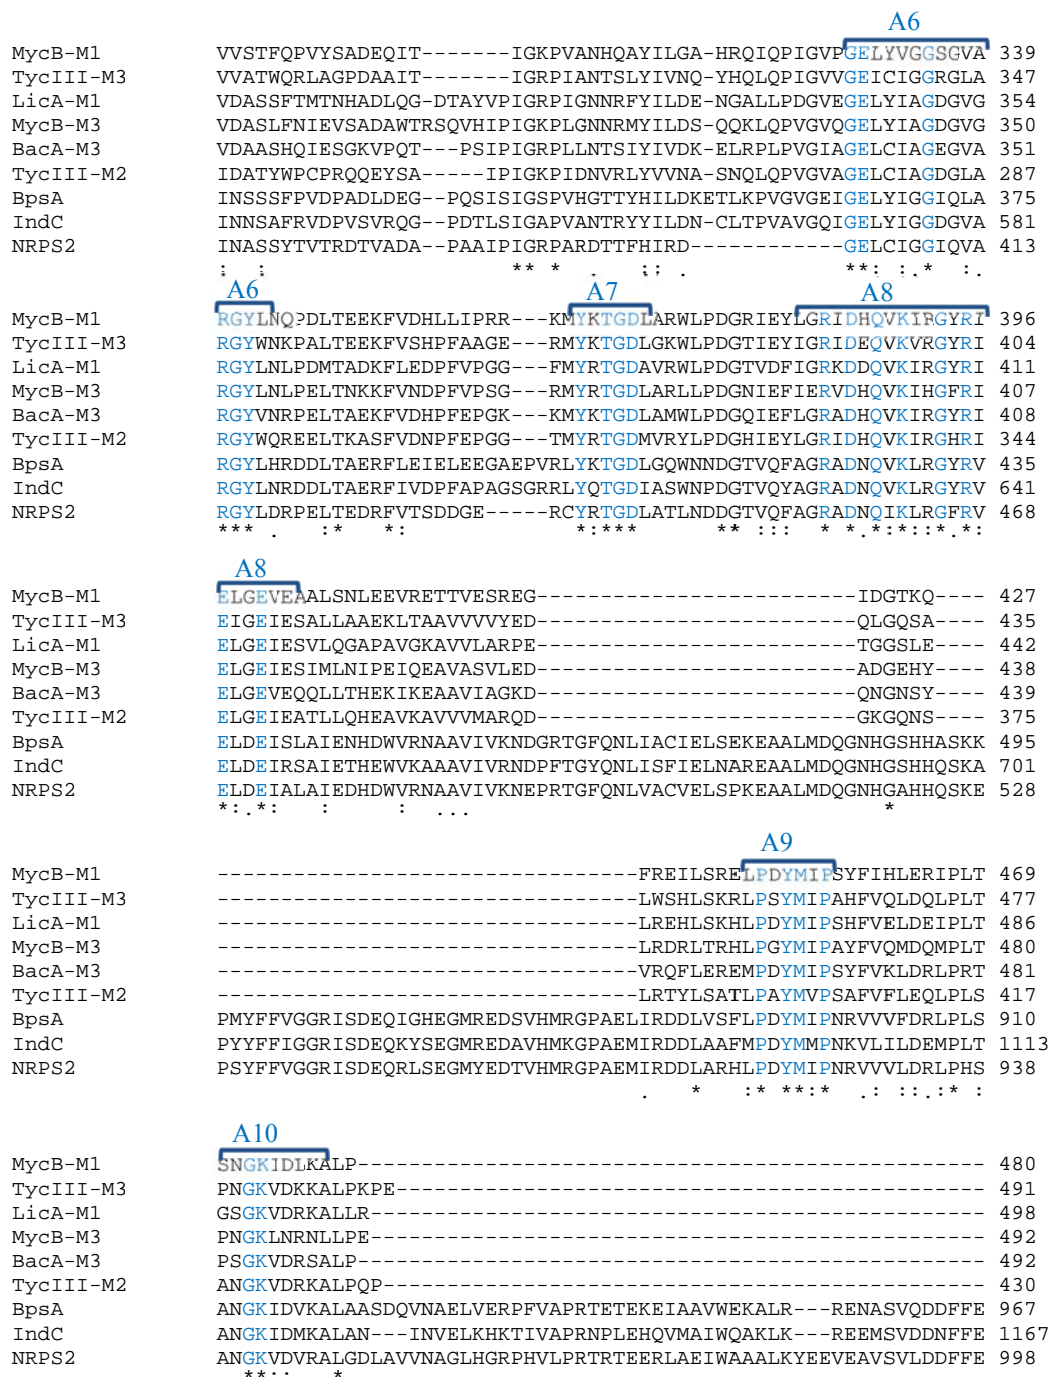 A6
MycB-M1 VVSTFQPVYSADEQIT-------IGKPVANHQAYILGA-HRQIQPIGVPGELYVGGSGVA 339
TycIII-M3 VVATWQRLAGPDAAIT-------IGRPIANTSLYIVNQ-YHQLQPIGVVGEICIGGRGLA 347
LicA-M1 VDASSFTMTNHADLQG-DTAYVPIGRPIGNNRFYILDE-NGALLPDGVEGELYIAGDGVG 354
MycB-M3 VDASLFNIEVSADAWTRSQVHIPIGKPLGNNRMYILDS-QQKLQPVGVQGELYIAGDGVG 350
BacA-M3 VDAASHQIESGKVPQT--PSIPIGRPLLNTSIYIVDK-ELRPLPVGIAGELCIAGEGVA 351
TycIII-M2 IDATYWPCPRQQEYSA-----IPIGKPIDNVRLYVVNA-SNQLQPVGVAGELCIAGDGLA 287
BpsA INSSSFPVDPADLDEG--PQSISIGSPVHGTTYHILDKETLKPVGVGEIGELYIGGIQLA 375
IndC INNSAFRVDPVSVRQG--PDTLSIGAPVANTRYYILDN-CLTPVAVGQIGELYIGGDGVA 581
NRPS2 INASSYTVTRDTVADA--PAAIPIGRPARDTTFHIRD------------GELCIGGIQVA 413
: : ** * . :: . **: :.* :.
A6 A7 A8
MycB-M1 RGYLNQPDLTEEKFVDHLLIPRR---KMYKTGDLARWLPDGRIEYLGRIDHQVKIRGYRI 396
TycIII-M3 RGYWNKPALTEEKFVSHPFAAGE---RMYKTGDLGKWLPDGTIEYIGRIDEQVKVRGYRI 404
LicA-M1 RGYLNLPDMTADKFLEDPFVPGG---FMYRTGDAVRWLPDGTVDFIGRKDDQVKIRGYRI 411
MycB-M3 RGYLNLPELTNKKFVNDPFVPSG---RMYRTGDLARLLPDGNIEFIERVDHQVKIHGFRI 407
BacA-M3 RGYVNRPELTAEKFVDHPFEPGK---KMYKTGDLAMWLPDGQIEFLGRADHQVKIRGYRI 408
TycIII-M2 RGYWQREELTKASFVDNPFEPGG---TMYRTGDMVRYLPDGHIEYLGRIDHQVKIRGHRI 344
BpsA RGYLHRDDLTAERFLEIELEEGAEPVRLYKTGDLGQWNNDGTVQFAGRADNQVKLRGYRV 435
IndC RGYLNRDDLTAERFIVDPFAPAGSGRRLYQTGDIASWNPDGTVQYAGRADNQVKLRGYRV 641
NRPS2 RGYLDRPELTEDRFVTSDDGE----RCYRTGDLATLNDDGTVQFAGRADNQIKLRGFRV 468
*** . :* *: *:*** ** ::: * *.*:*::*.*:
A8
MycB-M1 ELGEVEAALSNLEEVRETTVESREG-------------------------IDGTKQ---- 427
TycIII-M3 EIGEIESALLAAEKLTAAVVVVYED-------------------------QLGQSA---- 435
LicA-M1 ELGEIESVLQGAPAVGKAVVLARPE-------------------------TGGSLE---- 442
MycB-M3 ELGEIESIMLNIPEIQEAVASVLED-------------------------ADGEHY---- 438
BacA-M3 ELGEVEQQLLTHEKIKEAAVIAGKD-------------------------QNGNSY---- 439
TycIII-M2 ELGEIEATLLQHEAVKAVVVMARQD-------------------------GKGQNS---- 375
BpsA ELDEISLAIENHDWVRNAAVIVKNDGRTGFQNLIACIELSEKEAALMDQGNHGSHHASKK 495
IndC ELDEIRSAIETHEWVKAAAVIVRNDPFTGYQNLISFIELNAREAALMDQGNHGSHHQSKA 701
NRPS2 ELDEIALAIEDHDWVRNAAVIVKNEPRTGFQNLVACVELSPKEAALMDQGNHGAHHQSKE 528
*:.*: : : ... *
A9
MycB-M1 ---------------------------------FREILSRELPDYMIPSYFIHLERIPLT 469
TycIII-M3 ---------------------------------LWSHLSKRLPSYMIPAHFVQLDQLPLT 477
LicA-M1 ---------------------------------LREHLSKHLPDYMIPSHFVELDEIPLT 486
MycB-M3 ---------------------------------LRDRLTRHLPGYMIPAYFVQMDQMPLT 480
BacA-M3 ---------------------------------VRQFLEREMPDYMIPSYFVKLDRLPRT 481
TycIII-M2 ---------------------------------LRTYLSATLPAYMVPSAFVFLEQLPLS 417
BpsA PMYFFVGGRISDEQIGHEGMREDSVHMRGPAELIRDDLVSFLPDYMIPNRVVVFDRLPLS 910
IndC PYYFFIGGRISDEQKYSEGMREDAVHMKGPAEMIRDDLAAFMPDYMMPNKVLILDEMPLT 1113
NRPS2 PSYFFVGGRISDEQRLSEGMYEDTVHMRGPAEMIRDDLARHLPDYMIPNRVVVLDRLPHS 938
. * :* **:* .: ::.:* :
A10
MycB-M1 SNGKIDLKALP------------------------------------------------- 480
TycIII-M3 PNGKVDKKALPKPE---------------------------------------------- 491
LicA-M1 GSGKVDRKALLR------------------------------------------------ 498
MycB-M3 PNGKLNRNLLPE------------------------------------------------ 492
BacA-M3 PSGKVDRSALP------------------------------------------------- 492
TycIII-M2 ANGKVDRKALPQP----------------------------------------------- 430
BpsA ANGKIDVKALAASDQVNAELVERPFVAPRTETEKEIAAVWEKALR---RENASVQDDFFE 967
IndC ANGKIDMKALAN---INVELKHKTIVAPRNPLEHQVMAIWQAKLK---REEMSVDDNFFE 1167
NRPS2 ANGKVDVRALGDLAVVNAGLHGRPHVLPRTRTEERLAEIWAAALKYEEVEAVSVLDDFFE 998
**:: *